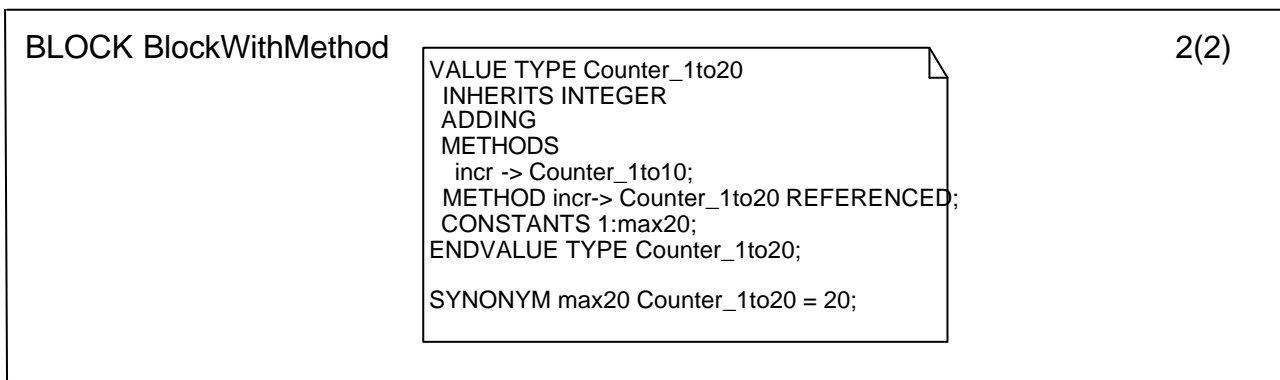 BLOCK BlockWithMethod
2(2)
VALUE TYPE Counter_1to20
INHERITS INTEGER
ADDING
METHODS
incr -> Counter_1to10;
METHOD incr-> Counter_1to20 REFERENCED;
CONSTANTS 1:max20;
ENDVALUE TYPE Counter_1to20;
SYNONYM max20 Counter_1to20 = 20;